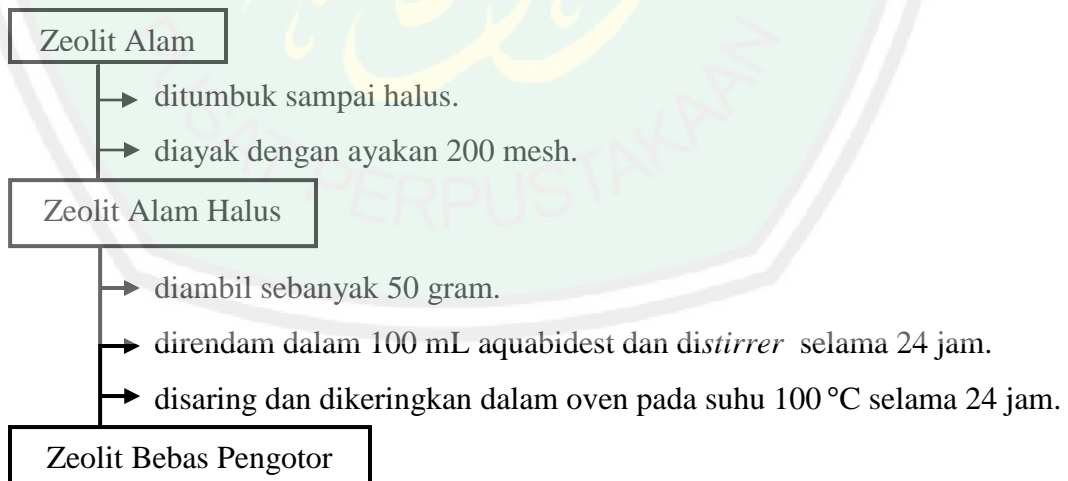 Zeolit Alam
ditumbuk sampai halus.
diayak dengan ayakan 200 mesh.
Zeolit Alam Halus
diambil sebanyak 50 gram.
direndam dalam 100 mL aquabidest dan distirrer selama 24 jam.
disaring dan dikeringkan dalam oven pada suhu 100 °C selama 24 jam.
Zeolit Bebas Pengotor
PUSAT PERPUSTAKAAN